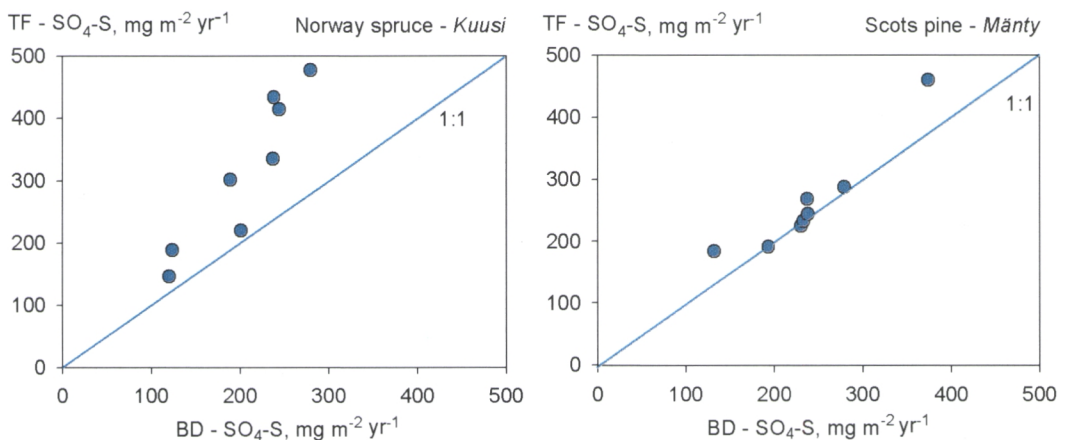 TF - SO₄-S, mg m⁻² yr⁻¹
Norway spruce - Kuusi
500
400
300
200
100
0
1:1
0 100 200 300 400 500
BD - SO₄-S, mg m⁻² yr⁻¹
TF - SO₄-S, mg m⁻² yr⁻¹
Scots pine - Mänty
500
400
300
200
100
0
1:1
0 100 200 300 400 500
BD - SO₄-S, mg m⁻² yr⁻¹